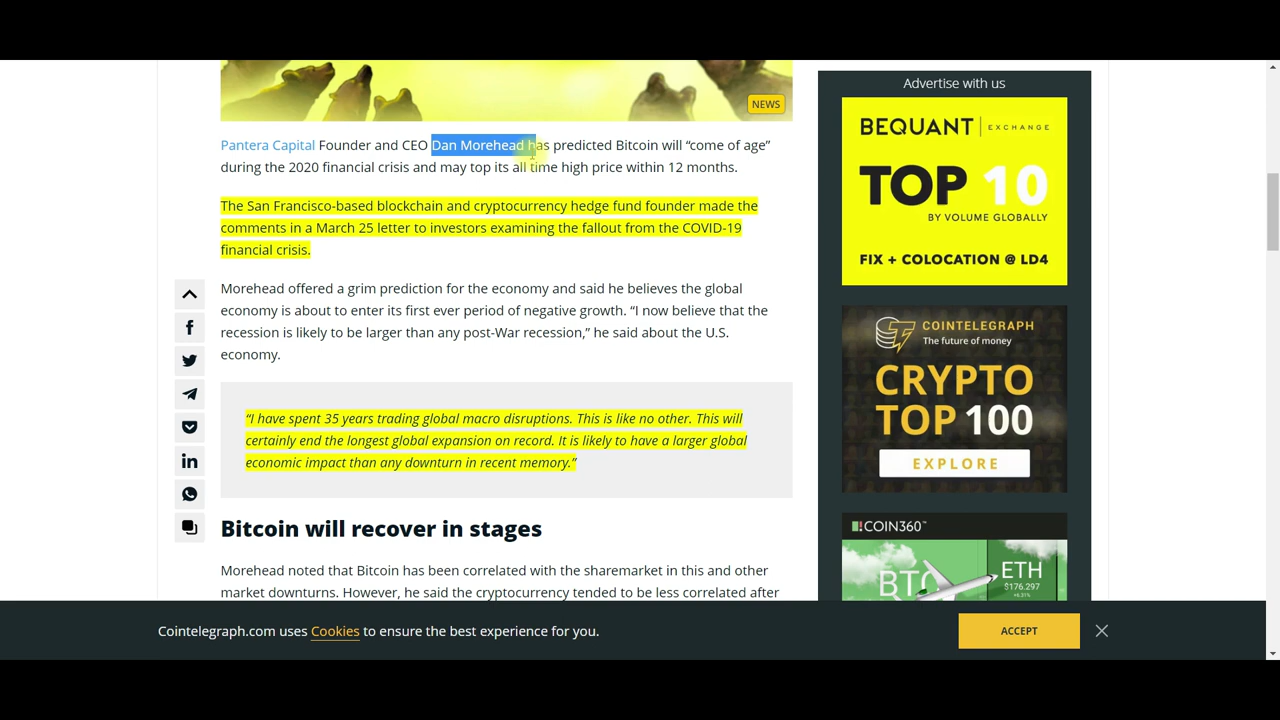 NEWS
Pantera Capital Founder and CEO Dan Morehead has predicted Bitcoin will “come of age”
during the 2020 financial crisis and may top its all time high price within 12 months.
The San Francisco-based blockchain and cryptocurrency hedge fund founder made the
comments in a March 25 letter to investors examining the fallout from the COVID-19
financial crisis.
Morehead offered a grim prediction for the economy and said he believes the global
economy is about to enter its first ever period of negative growth. “I now believe that the
recession is likely to be larger than any post-War recession,” he said about the U.S.
economy.
“I have spent 35 years trading global macro disruptions. This is like no other. This will
certainly end the longest global expansion on record. It is likely to have a larger global
economic impact than any downturn in recent memory.”
Bitcoin will recover in stages
Morehead noted that Bitcoin has been correlated with the sharemarket in this and other
market downturns. However, he said the cryptocurrency tended to be less correlated after
Advertise with us
BEQUANT | EXCHANGE
TOP 10
BY VOLUME GLOBALLY
FIX + COLOCATION @ LD4
COINTELEGRAPH
The future of money
CRYPTO
TOP 100
EXPLORE
COIN360™
BTC
ETH
$176.297
+6.31%
Cointelegraph.com uses Cookies to ensure the best experience for you.
ACCEPT